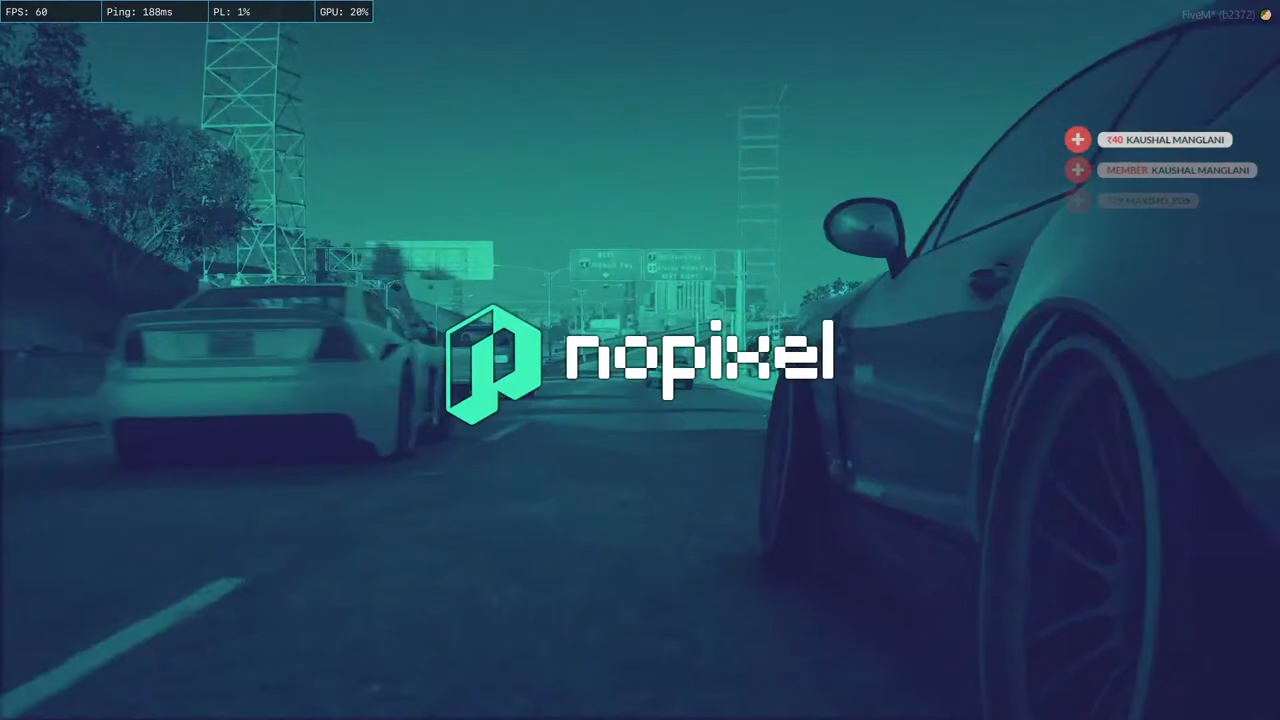 FPS: 60 Ping: 188ms PL: 1% GPU: 20%
FiveM* (b2372)
₹40 KAUSHAL MANGLANI
MEMBER KAUSHAL MANGLANI
nopixel